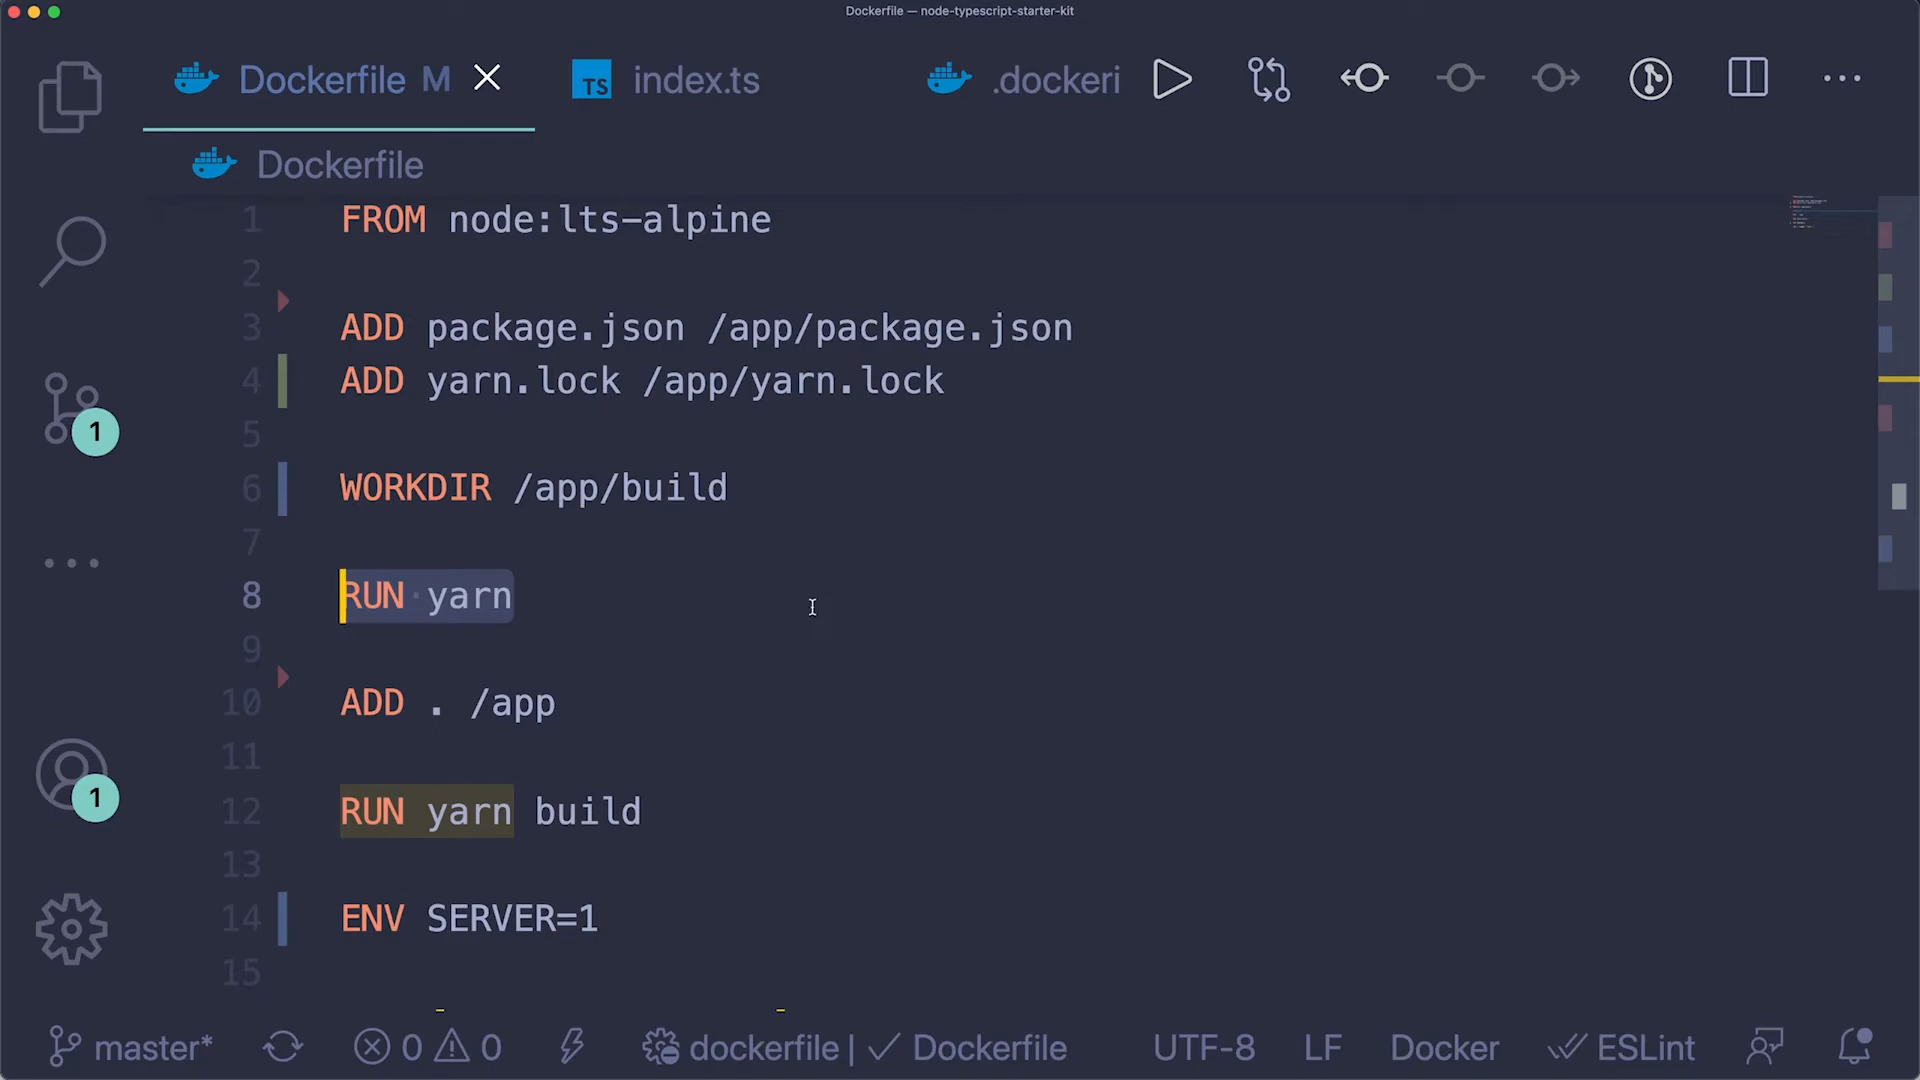 Dockerfile — node-typescript-starter-kit
Dockerfile M
TS index.ts
.dockeri
Dockerfile
1 FROM node:lts-alpine
2
3 ADD package.json /app/package.json
4 ADD yarn.lock /app/yarn.lock
5
6 WORKDIR /app/build
7
8 RUN yarn
9
10 ADD . /app
11
12 RUN yarn build
13
14 ENV SERVER=1
15
1
1
master* 0 0 dockerfile | Dockerfile UTF-8 LF Docker ESLint